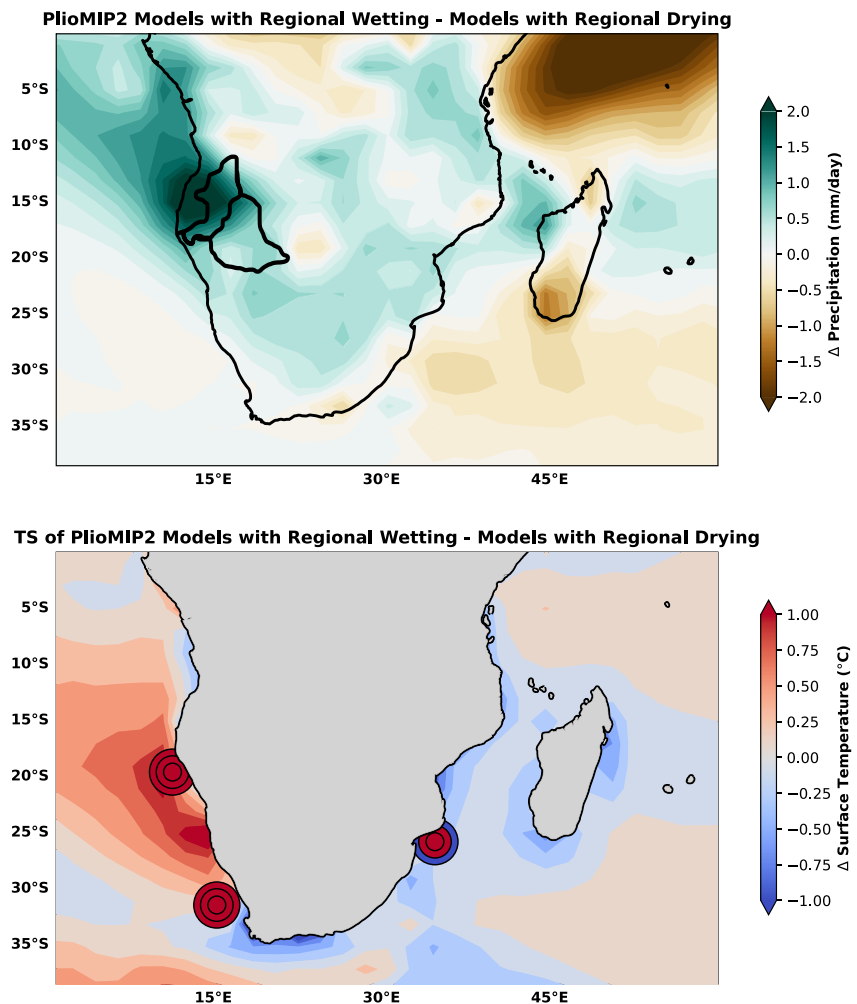 PlioMIP2 Models with Regional Wetting - Models with Regional Drying
5°S
10°S
15°S
20°S
25°S
30°S
35°S
15°E
30°E
45°E
2.0
1.5
1.0
0.5
0.0
−0.5
−1.0
−1.5
−2.0
Δ Precipitation (mm/day)
TS of PlioMIP2 Models with Regional Wetting - Models with Regional Drying
5°S
10°S
15°S
20°S
25°S
30°S
35°S
15°E
30°E
45°E
1.00
0.75
0.50
0.25
0.00
−0.25
−0.50
−0.75
−1.00
Δ Surface Temperature (°C)